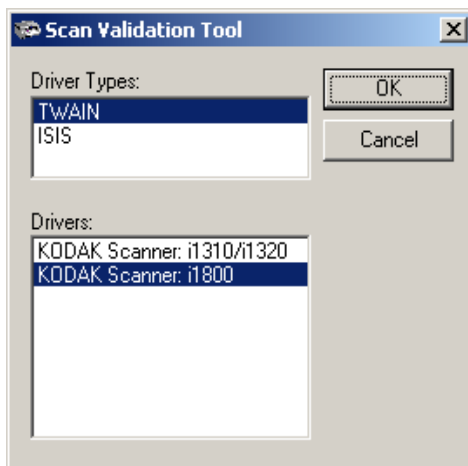 Scan Validation Tool
Driver Types:
TWAIN
ISIS
OK
Cancel
Drivers:
KODAK Scanner: i1310/i1320
KODAK Scanner: i1800